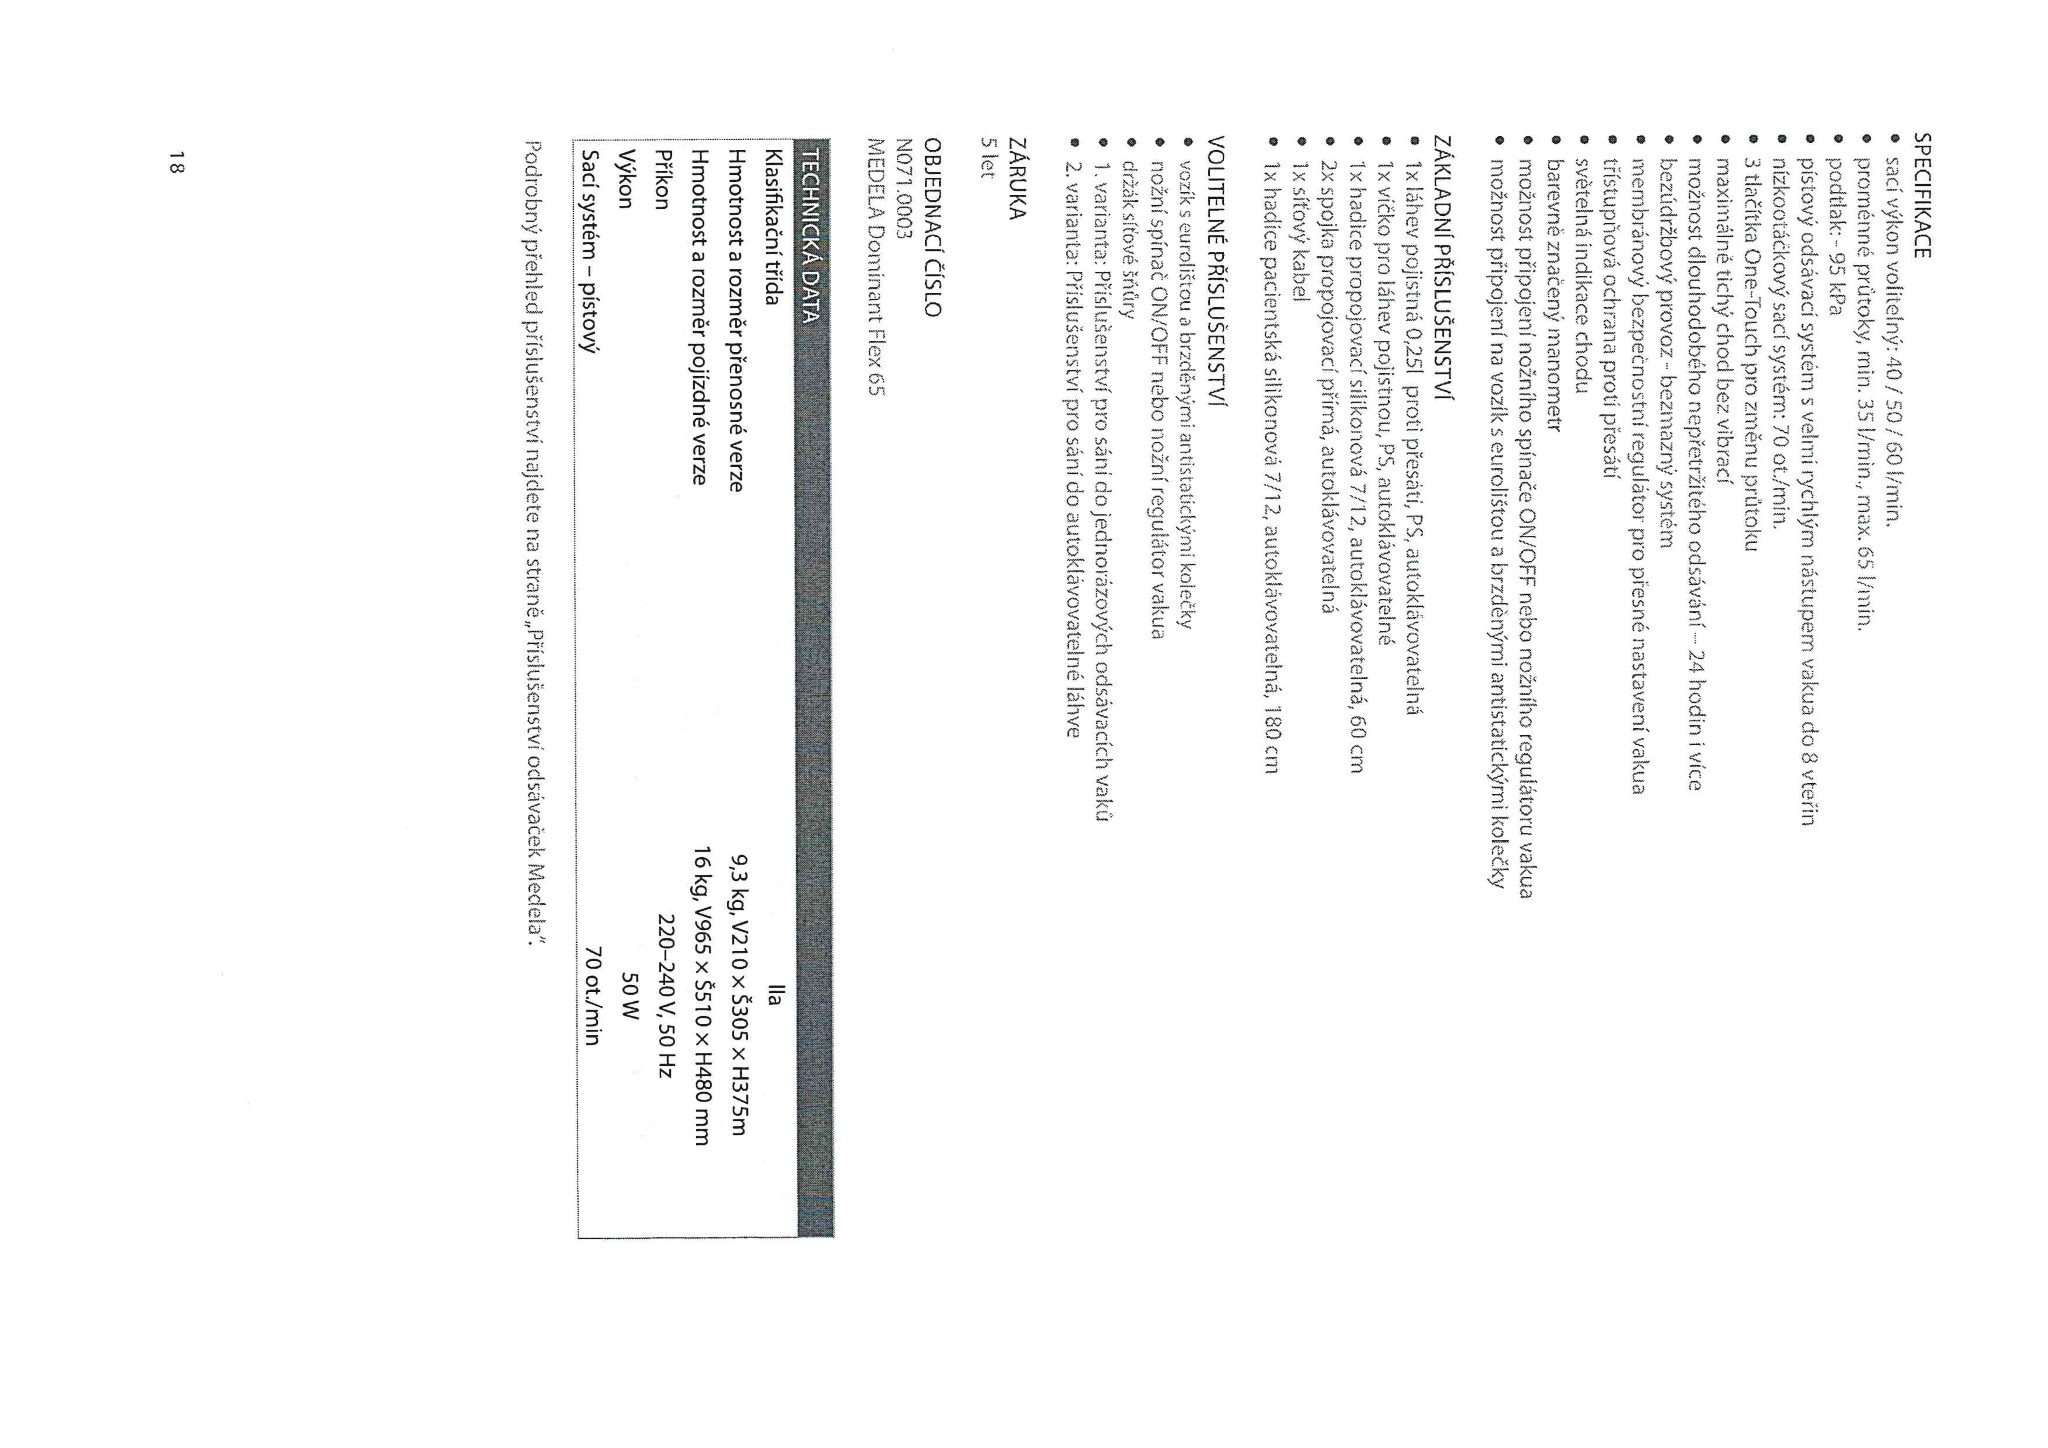 SPECIFIKACE
• sací výkon volitelný: 40 / 50 / 60 l/min.
• proměnné průtoky, min. 35 l/min., max. 65 l/min.
• podtlak: - 95 kPa
• pístový odsávací systém s velmi rychlým nástupem vakua do 8 vteřin
• nízkootáčkový sací systém: 70 ot./min.
• 3 tlačítka One-Touch pro změnu průtoku
• maximálně tichý chod bez vibrací
• možnost dlouhodobého nepřetržitého odsávání – 24 hodin i více
• bezúdržbový provoz - bezmazný systém
• membránový bezpečnostní regulátor pro přesné nastavení vakua
• třístupňová ochrana proti přesátí
• světelná indikace chodu
• barevně značený manometr
• možnost připojení nožního spínače ON/OFF nebo nožního regulátoru vakua
• možnost připojení na vozík s eurolištou a brzděnými antistatickými kolečky
ZÁKLADNÍ PŘÍSLUŠENSTVÍ
• 1x láhev pojistná 0,25l proti přesátí, PS, autoklávovatelná
• 1x víčko pro láhev pojistnou, PS, autoklávovatelné
• 1x hadice propojovací silikonová 7/12, autoklávovatelná, 60 cm
• 2x spojka propojovací přímá, autoklávovatelná
• 1x síťový kabel
• 1x hadice pacientská silikonová 7/12, autoklávovatelná, 180 cm
VOLITELNÉ PŘÍSLUŠENSTVÍ
• vozík s eurolištou a brzděnými antistatickými kolečky
• nožní spínač ON/OFF nebo nožní regulátor vakua
• držák síťové šňůry
• 1. varianta: Příslušenství pro sání do jednorázových odsávacích vaků
• 2. varianta: Příslušenství pro sání do autoklávovatelné láhve
ZÁRUKA
5 let
OBJEDNACÍ ČÍSLO
N071.0003
MEDELA Dominant Flex 65
TECHNICKÁ DATA
Klasifikační třída IIa
Hmotnost a rozměr přenosné verze 9,3 kg, V210 × Š305 × H375m
Hmotnost a rozměr pojízdné verze 16 kg, V965 × Š510 × H480 mm
Příkon 220–240 V, 50 Hz
Výkon 50 W
Sací systém – pístový 70 ot./min
Podrobný přehled příslušenství najdete na straně „Příslušenství odsávaček Medela“.
18